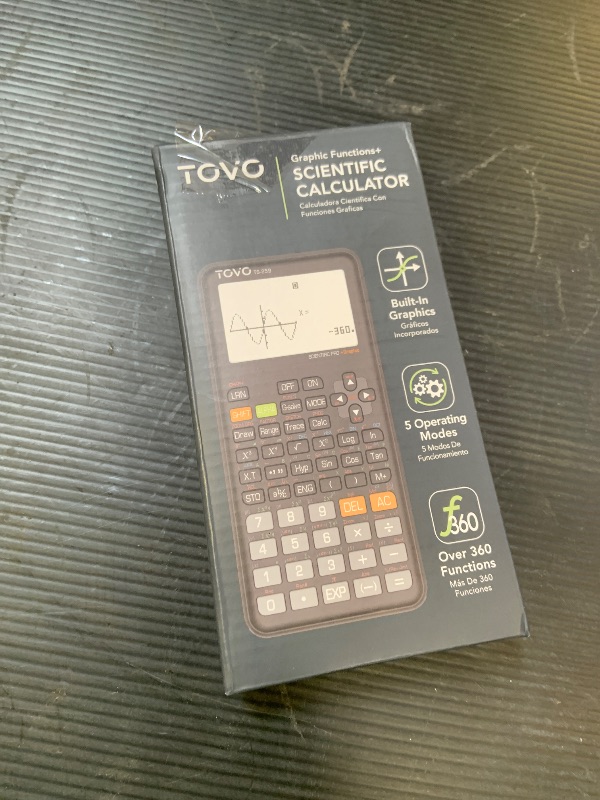 TOVO
Graphic Functions+
SCIENTIFIC
CALCULATOR
Calculadora Científica Con
Funciones Graficas
TOVO
X =
-360.
Built-In
Graphics
Gráficos
Incorporados
5 Operating
Modes
5 Modos De
Funcionamiento
f360
Over 360
Functions
Más De 360
Funciones
OFF ON
LRN
MODE
Draw Range Trace Calc
Log ln
X,T Hyp Sin Cos Tan
STO ENG ( ) M+
7 8 9 DEL AC
4 5 6 × ÷
1 2 3 + −
0 • EXP (−) =